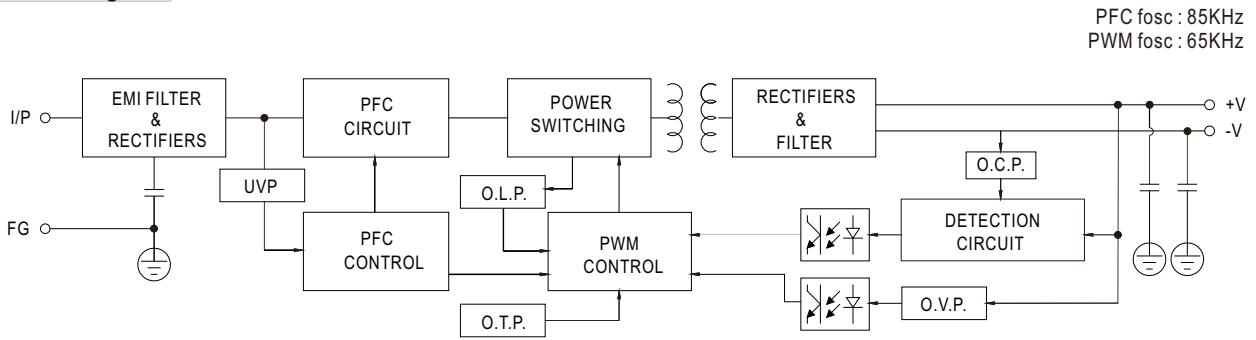 PFC fosc : 85KHz
PWM fosc : 65KHz
I/P
EMI FILTER
&
RECTIFIERS
PFC
CIRCUIT
POWER
SWITCHING
RECTIFIERS
&
FILTER
+V
-V
UVP
O.L.P.
O.C.P.
FG
PFC
CONTROL
PWM
CONTROL
DETECTION
CIRCUIT
O.T.P.
O.V.P.